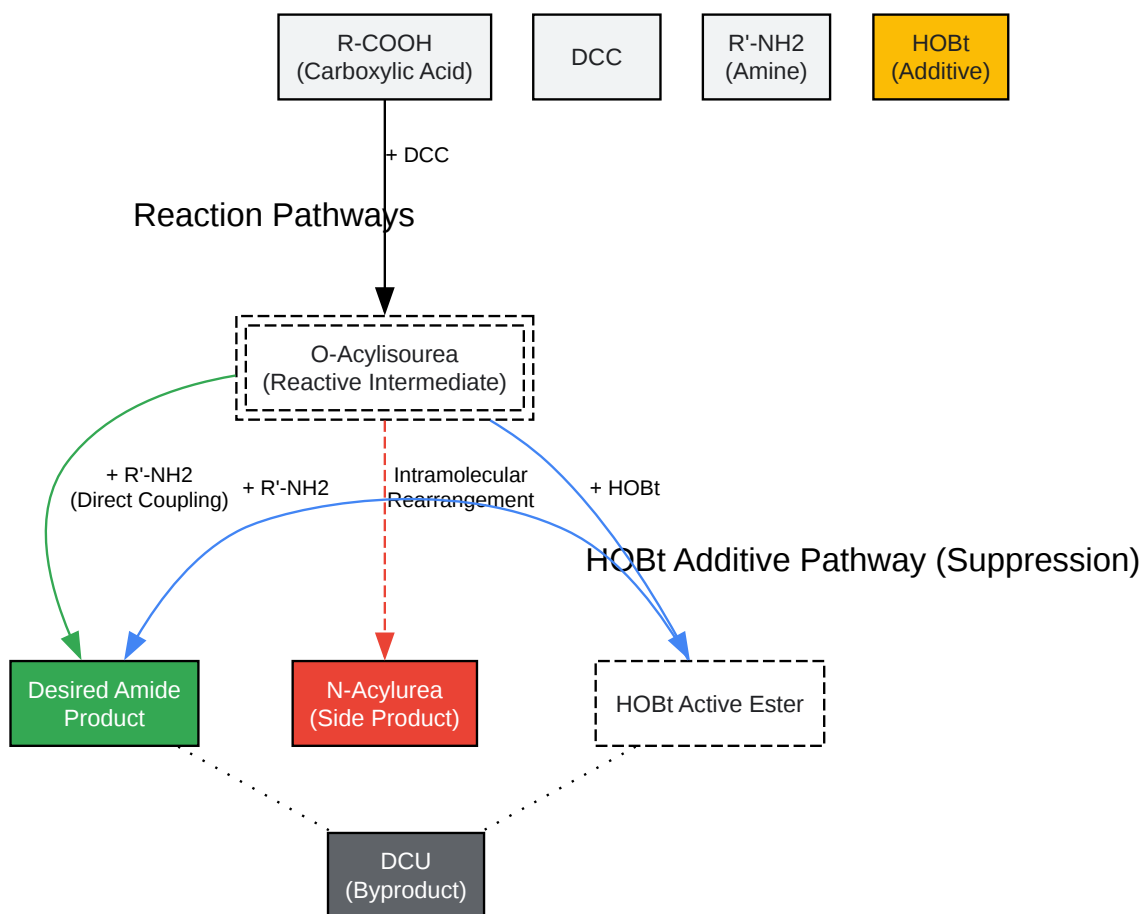 R-COOH
(Carboxylic Acid)
DCC
R'-NH2
(Amine)
HOBt
(Additive)
+ DCC
Reaction Pathways
O-Acylisourea
(Reactive Intermediate)
+ R'-NH2
(Direct Coupling)
+ R'-NH2
Intramolecular
Rearrangement
+ HOBt
HOBt Additive Pathway (Suppression)
Desired Amide
Product
N-Acylurea
(Side Product)
HOBt Active Ester
DCU
(Byproduct)